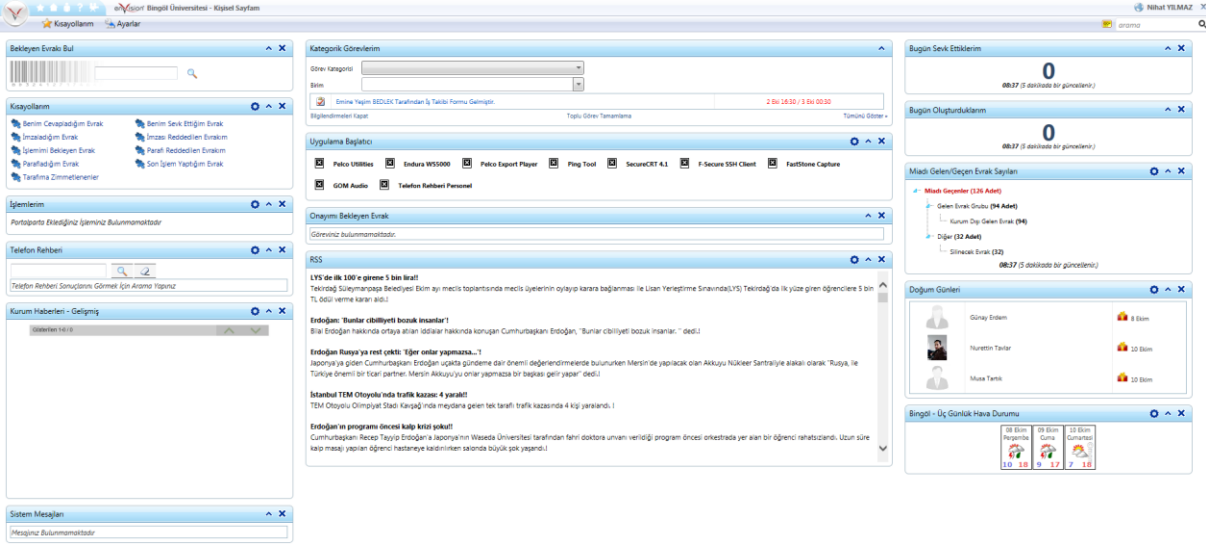 enVision Bingöl Üniversitesi - Kişisel Sayfam
Nihat YILMAZ
Kısayollarım
Ayarlar
arama
Bekleyen Evrakı Bul
Kısayollarım
Benim Cevapladığım Evrak
Benim Sevk Ettiğim Evrak
İmzaladığım Evrak
İmzası Reddedilen Evrakım
İşlemimi Bekleyen Evrak
Parafı Reddedilen Evrakım
Parafladığım Evrak
Son İşlem Yaptığım Evrak
Tarafıma Zimmetlenenler
İşlemlerim
Portalparta Eklediğiniz İşleminiz Bulunmamaktadır
Telefon Rehberi
Telefon Rehberi Sonuçlarını Görmek İçin Arama Yapınız
Kurum Haberleri - Gelişmiş
Gösterilen 1-0 / 0
Sistem Mesajları
Mesajınız Bulunmamaktadır
Kategorik Görevlerim
Görev Kategorisi
Birim
Emine Yeşim BEDLEK Tarafından İş Takibi Formu Gelmiştir.
2 Eki 16:30 / 3 Eki 00:30
Bilgilendirmeleri Kapat
Toplu Görev Tamamlama
Tümünü Göster »
Uygulama Başlatıcı
Pelco Utilities
Endura WS5000
Pelco Export Player
Ping Tool
SecureCRT 4.1
F-Secure SSH Client
FastStone Capture
GOM Audio
Telefon Rehberi Personel
Onayımı Bekleyen Evrak
Göreviniz bulunmamaktadır.
RSS
LYS'de ilk 100'e girene 5 bin lira!!
Tekirdağ Süleymanpaşa Belediyesi Ekim ayı meclis toplantısında meclis üyelerinin oylayıp karara bağlanması ile Lisan Yerleştirme Sınavında(LYS) Tekirdağ'da ilk yüze giren öğrencilere 5 bin
TL ödül verme kararı aldı.!
Erdoğan: 'Bunlar cibilliyeti bozuk insanlar'!
Bilal Erdoğan hakkında ortaya atılan iddialar hakkında konuşan Cumhurbaşkanı Erdoğan, "Bunlar cibilliyeti bozuk insanlar. " dedi.!
Erdoğan Rusya'ya rest çekti: 'Eğer onlar yapmazsa...'!
Japonya'ya giden Cumhurbaşkanı Erdoğan uçakta gündeme dair önemli değerlendirmelerde bulunurken Mersin'de yapılacak olan Akkuyu Nükleer Santraliyle alakalı olarak "Rusya, ile
Türkiye önemli bir ticari partner. Mersin Akkuyu'yu onlar yapmazsa bir başkası gelir yapar" dedi.!
İstanbul TEM Otoyolu'nda trafik kazası: 4 yaralı!!
TEM Otoyolu Olimpiyat Stadı Kavşağı'nda meydana gelen tek taraflı trafik kazasında 4 kişi yaralandı. !
Erdoğan'ın programı öncesi kalp krizi şoku!!
Cumhurbaşkanı Recep Tayyip Erdoğan'a Japonya'nın Waseda Üniversitesi tarafından fahri doktora unvanı verildiği program öncesi orkestrada yer alan bir öğrenci rahatsızlandı. Uzun süre
kalp masajı yapılan öğrenci hastaneye kaldırılırken salonda büyük şok yaşandı.!
Bugün Sevk Ettiklerim
0
08:37 (5 dakikada bir güncellenir.)
Bugün Oluşturduklarım
0
08:37 (5 dakikada bir güncellenir.)
Miadı Gelen/Geçen Evrak Sayıları
Miadı Geçenler (126 Adet)
Gelen Evrak Grubu (94 Adet)
Kurum Dışı Gelen Evrak (94)
Diğer (32 Adet)
Silinecek Evrak (32)
08:37 (5 dakikada bir güncellenir.)
Doğum Günleri
Günay Erdem
8 Ekim
Nurettin Tavlar
10 Ekim
Musa Tartık
10 Ekim
Bingöl - Üç Günlük Hava Durumu
08 Ekim
Perşembe
10 18
09 Ekim
Cuma
9 17
10 Ekim
Cumartesi
7 18